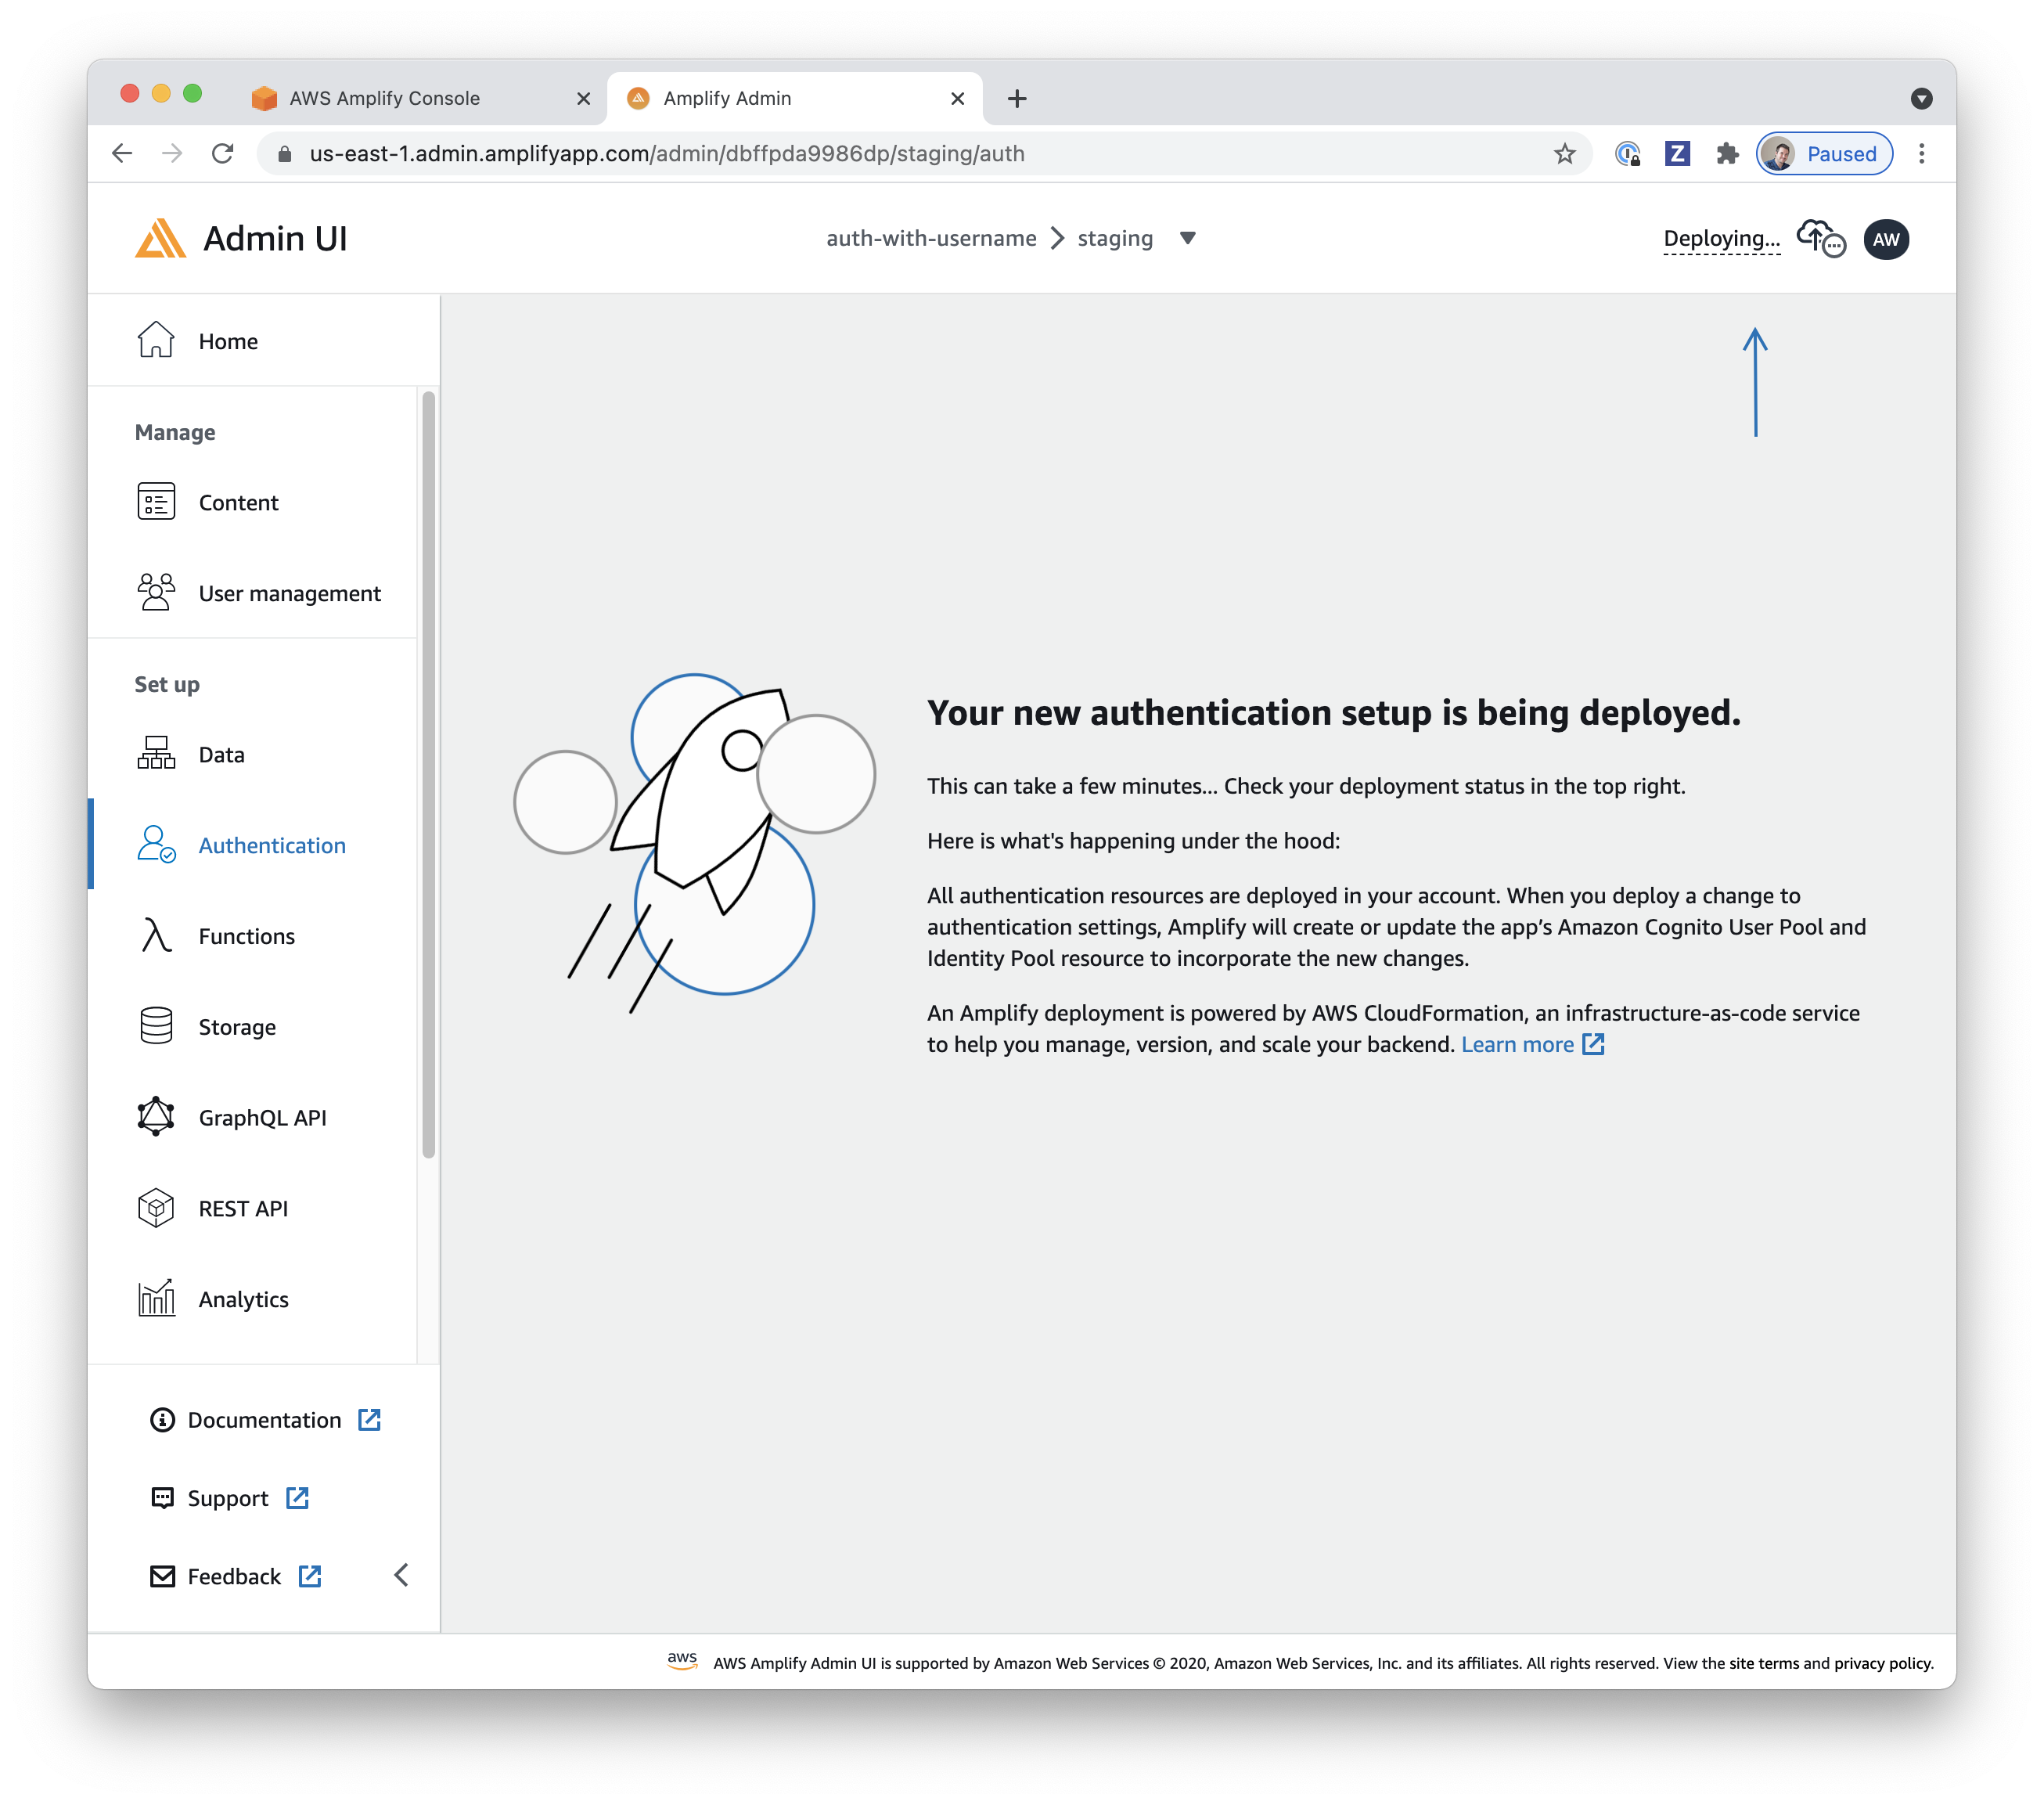 AWS Amplify Console
Amplify Admin
us-east-1.admin.amplifyapp.com/admin/dbffpda9986dp/staging/auth
Z
Paused
Admin UI
auth-with-username
staging
Deploying...
AW
Home
Manage
Content
User management
Set up
Data
Authentication
Functions
Storage
GraphQL API
REST API
Analytics
Documentation
Support
Feedback
Your new authentication setup is being deployed.
This can take a few minutes... Check your deployment status in the top right.
Here is what's happening under the hood:
All authentication resources are deployed in your account. When you deploy a change to
authentication settings, Amplify will create or update the app’s Amazon Cognito User Pool and
Identity Pool resource to incorporate the new changes.
An Amplify deployment is powered by AWS CloudFormation, an infrastructure-as-code service
to help you manage, version, and scale your backend. Learn more
aws AWS Amplify Admin UI is supported by Amazon Web Services © 2020, Amazon Web Services, Inc. and its affiliates. All rights reserved. View the site terms and privacy policy.